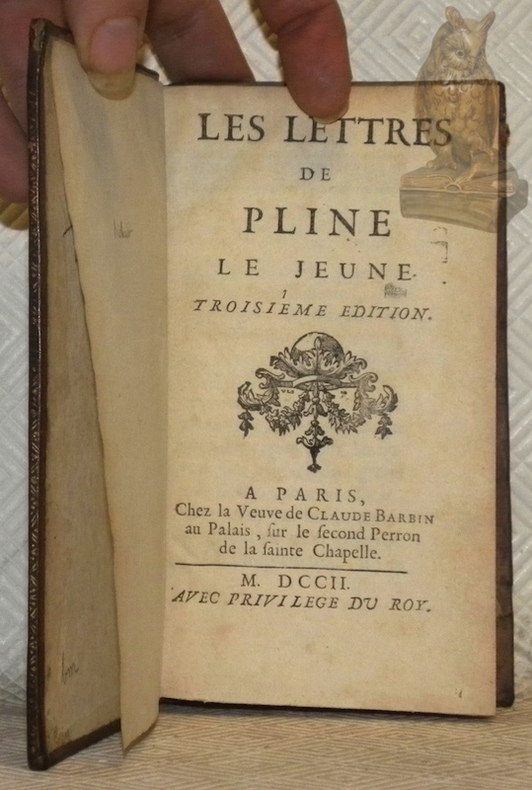 LES LETTRES
DE
PLINE
LE JEUNE.
TROISIEME EDITION.
A PARIS,
Chez la Veuve de CLAUDE BARBIN
au Palais, ſur le ſecond Perron
de la ſainte Chapelle.
M. DCCII.
AVEC PRIVILEGE DU ROY.